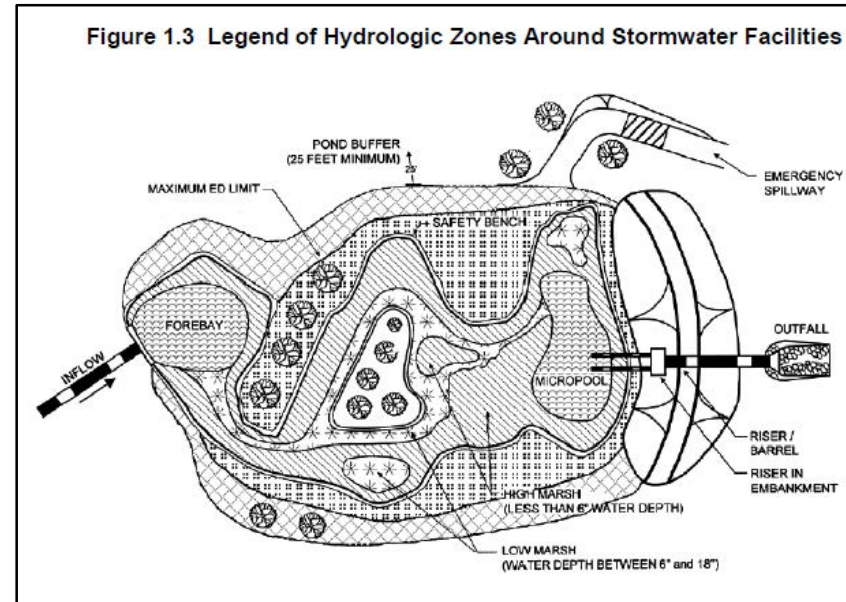 Figure 1.3 Legend of Hydrologic Zones Around Stormwater Facilities
POND BUFFER
(25 FEET MINIMUM)
25'
MAXIMUM ED LIMIT
SAFETY BENCH
EMERGENCY
SPILLWAY
FOREBAY
INFLOW
MICROPOOL
OUTFALL
RISER /
BARREL
RISER IN
EMBANKMENT
HIGH MARSH
(LESS THAN 6" WATER DEPTH)
LOW MARSH
(WATER DEPTH BETWEEN 6" and 18")